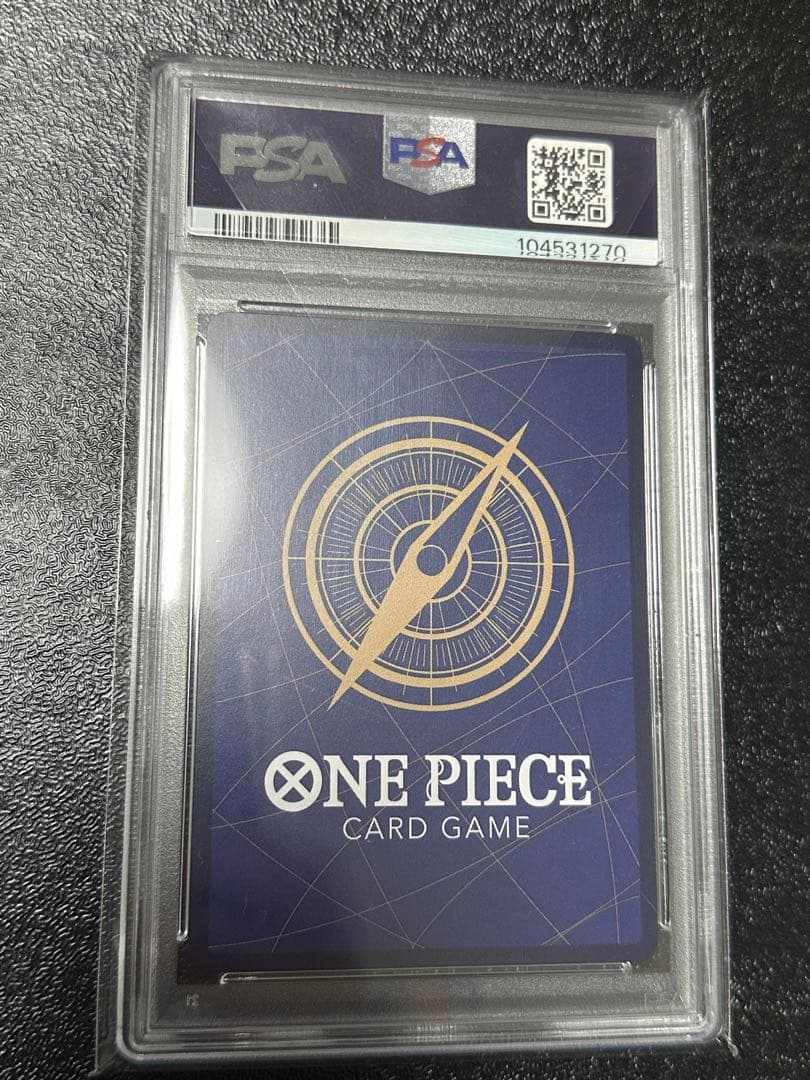 PSA
PSA
104531270
ONE PIECE
CARD GAME